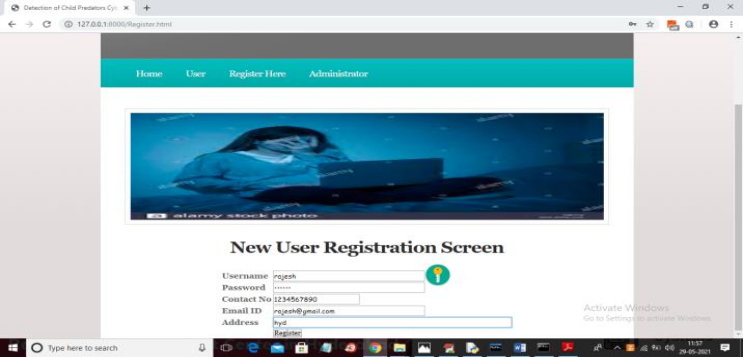 Detection of Child Predators Cyb
127.0.0.1:8000/Register.html
Home User Register Here Administrator
alamy stock photo
New User Registration Screen
Username rajesh
Password ······
Contact No 1234567890
Email ID rajesh@gmail.com
Address hyd
Register
Activate Windows
Go to Settings to activate Windows.
Type here to search
11:57
29-05-2021